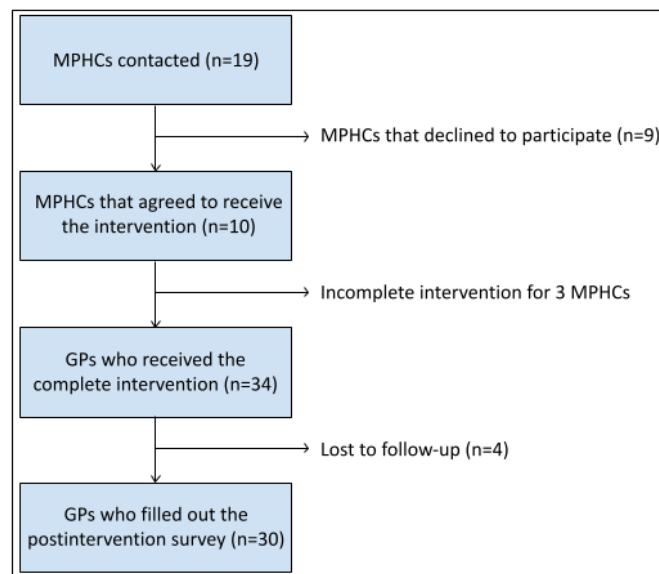 MPHCs contacted (n=19)
MPHCs that declined to participate (n=9)
MPHCs that agreed to receive
the intervention (n=10)
Incomplete intervention for 3 MPHCs
GPs who received the
complete intervention (n=34)
Lost to follow-up (n=4)
GPs who filled out the
postintervention survey (n=30)